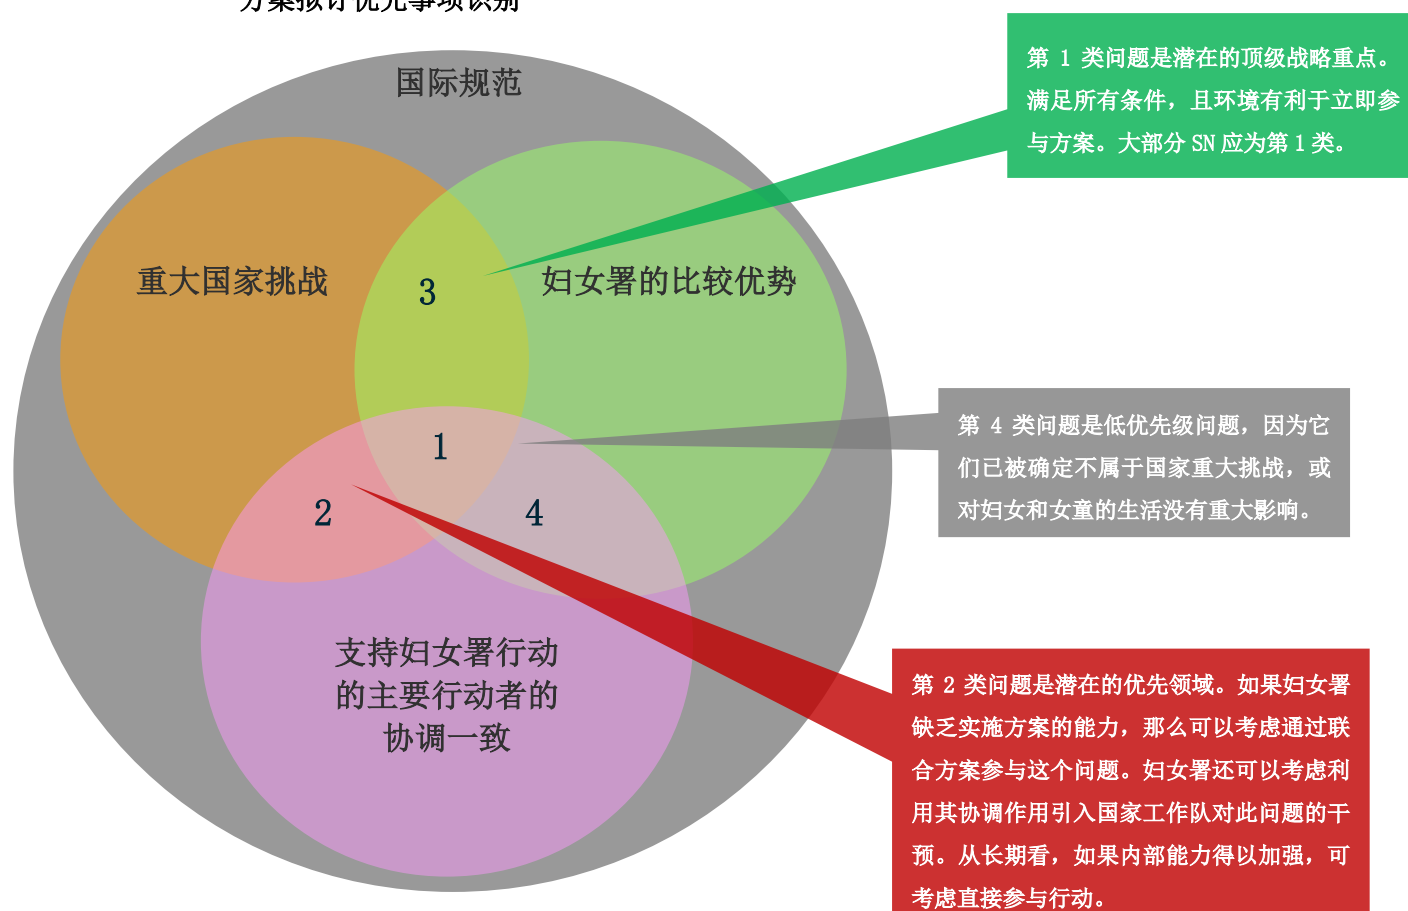 方案拟订优先事项识别
国际规范
重大国家挑战
3
妇女署的比较优势
1
2
4
支持妇女署行动
的主要行动者的
协调一致
第 1 类问题是潜在的顶级战略重点。
满足所有条件，且环境有利于立即参
与方案。大部分 SN 应为第 1 类。
第 4 类问题是低优先级问题，因为它
们已被确定不属于国家重大挑战，或
对妇女和女童的生活没有重大影响。
第 2 类问题是潜在的优先领域。如果妇女署
缺乏实施方案的能力，那么可以考虑通过联
合方案参与这个问题。妇女署还可以考虑利
用其协调作用引入国家工作队对此问题的干
预。从长期看，如果内部能力得以加强，可
考虑直接参与行动。